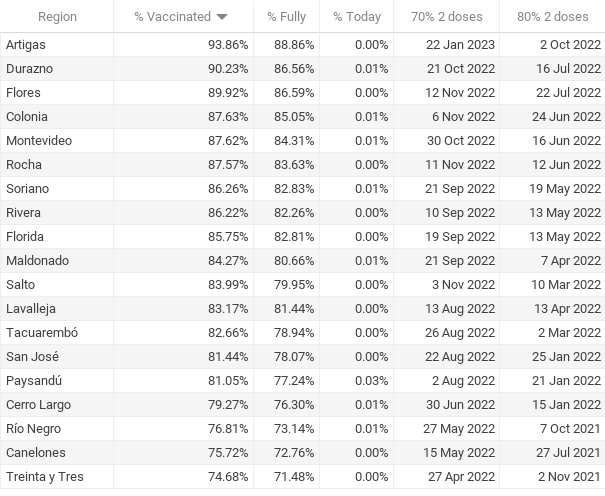 Region % Vaccinated % Fully % Today 70% 2 doses 80% 2 doses
Artigas 93.86% 88.86% 0.00% 22 Jan 2023 2 Oct 2022
Durazno 90.23% 86.56% 0.01% 21 Oct 2022 16 Jul 2022
Flores 89.92% 86.59% 0.00% 12 Nov 2022 22 Jul 2022
Colonia 87.63% 85.05% 0.01% 6 Nov 2022 24 Jun 2022
Montevideo 87.62% 84.31% 0.01% 30 Oct 2022 16 Jun 2022
Rocha 87.57% 83.63% 0.00% 11 Nov 2022 12 Jun 2022
Soriano 86.26% 82.83% 0.01% 21 Sep 2022 19 May 2022
Rivera 86.22% 82.26% 0.00% 10 Sep 2022 13 May 2022
Florida 85.75% 82.81% 0.00% 19 Sep 2022 13 May 2022
Maldonado 84.27% 80.66% 0.01% 21 Sep 2022 7 Apr 2022
Salto 83.99% 79.95% 0.00% 3 Nov 2022 10 Mar 2022
Lavalleja 83.17% 81.44% 0.00% 13 Aug 2022 13 Apr 2022
Tacuarembó 82.66% 78.94% 0.00% 26 Aug 2022 2 Mar 2022
San José 81.44% 78.07% 0.00% 22 Aug 2022 25 Jan 2022
Paysandú 81.05% 77.24% 0.03% 2 Aug 2022 21 Jan 2022
Cerro Largo 79.27% 76.30% 0.01% 30 Jun 2022 15 Jan 2022
Río Negro 76.81% 73.14% 0.01% 27 May 2022 7 Oct 2021
Canelones 75.72% 72.76% 0.00% 15 May 2022 27 Jul 2021
Treinta y Tres 74.68% 71.48% 0.00% 27 Apr 2022 2 Nov 2021